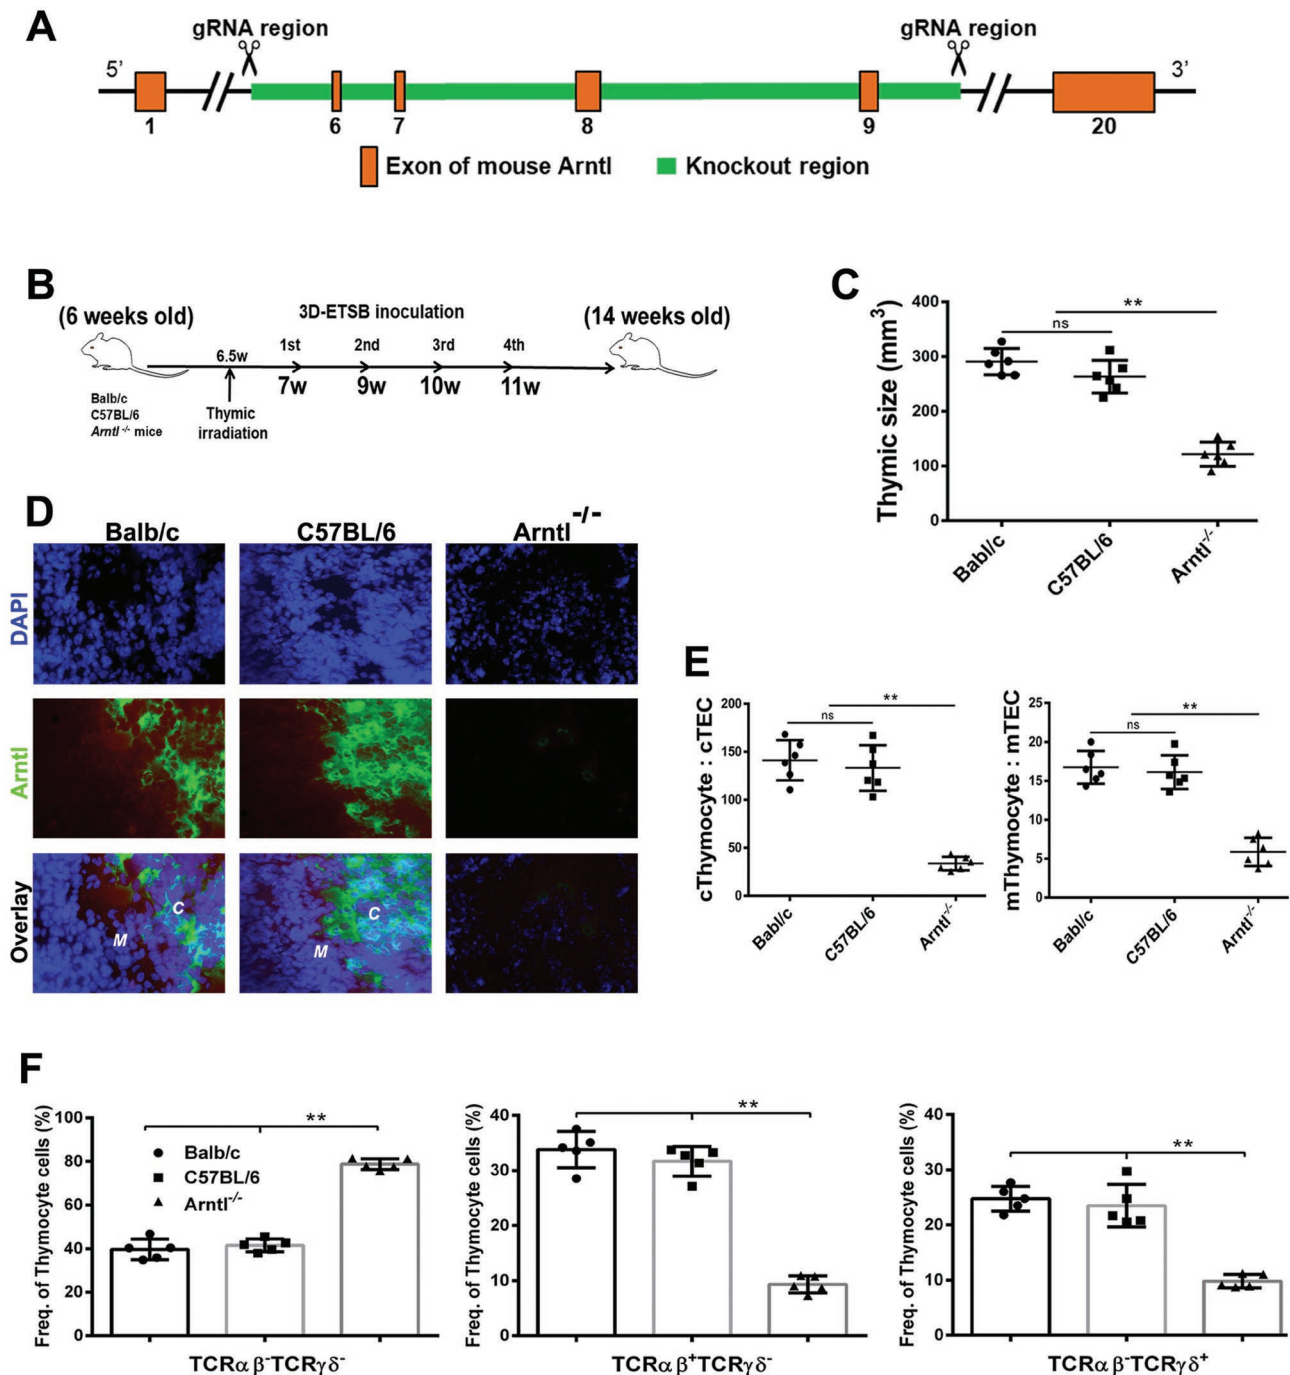 A
gRNA region
gRNA region
5’
3’
1
6
7
8
9
20
Exon of mouse Arntl
Knockout region
B
(6 weeks old)
3D-ETSB inoculation
(14 weeks old)
6.5w
1st
2nd
3rd
4th
7w
9w
10w
11w
Balb/c
C57BL/6
Arntl -/- mice
Thymic
irradiation
C
Thymic size (mm3)
400
300
200
100
0
ns
**
Babl/c
C57BL/6
Arntl-/-
D
Balb/c
C57BL/6
Arntl-/-
DAPI
Arntl
Overlay
M
C
M
C
E
cThymocyte : cTEC
200
150
100
50
0
ns
**
Babl/c
C57BL/6
Arntl-/-
mThymocyte : mTEC
25
20
15
10
5
0
ns
**
Babl/c
C57BL/6
Arntl-/-
F
Freq. of Thymocyte cells (%)
100
80
60
40
20
0
**
Balb/c
C57BL/6
Arntl-/-
TCRα β-TCRγδ-
Freq. of Thymocyte cells (%)
40
30
20
10
0
**
TCRα β+TCRγδ-
Freq. of Thymocyte cells (%)
40
30
20
10
0
**
TCRα β-TCRγδ+